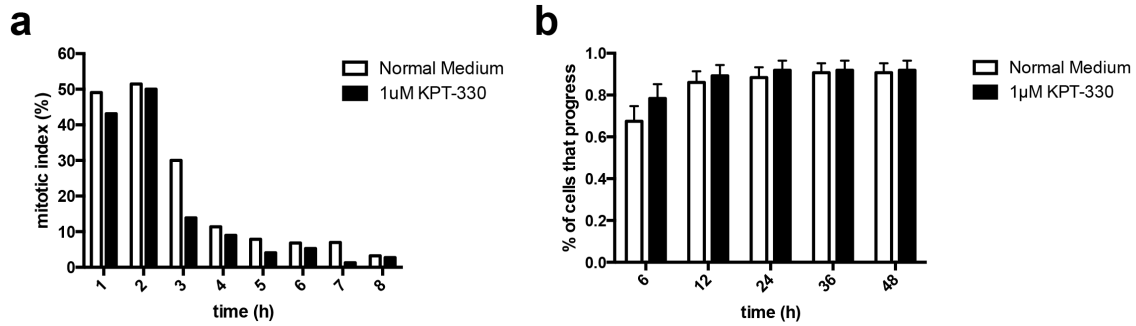 a
mitotic index (%)
60
50
40
30
20
10
0
1 2 3 4 5 6 7 8
time (h)
Normal Medium
1uM KPT-330
b
% of cells that progress
1.0
0.8
0.6
0.4
0.2
0.0
6 12 24 36 48
time (h)
Normal Medium
1µM KPT-330